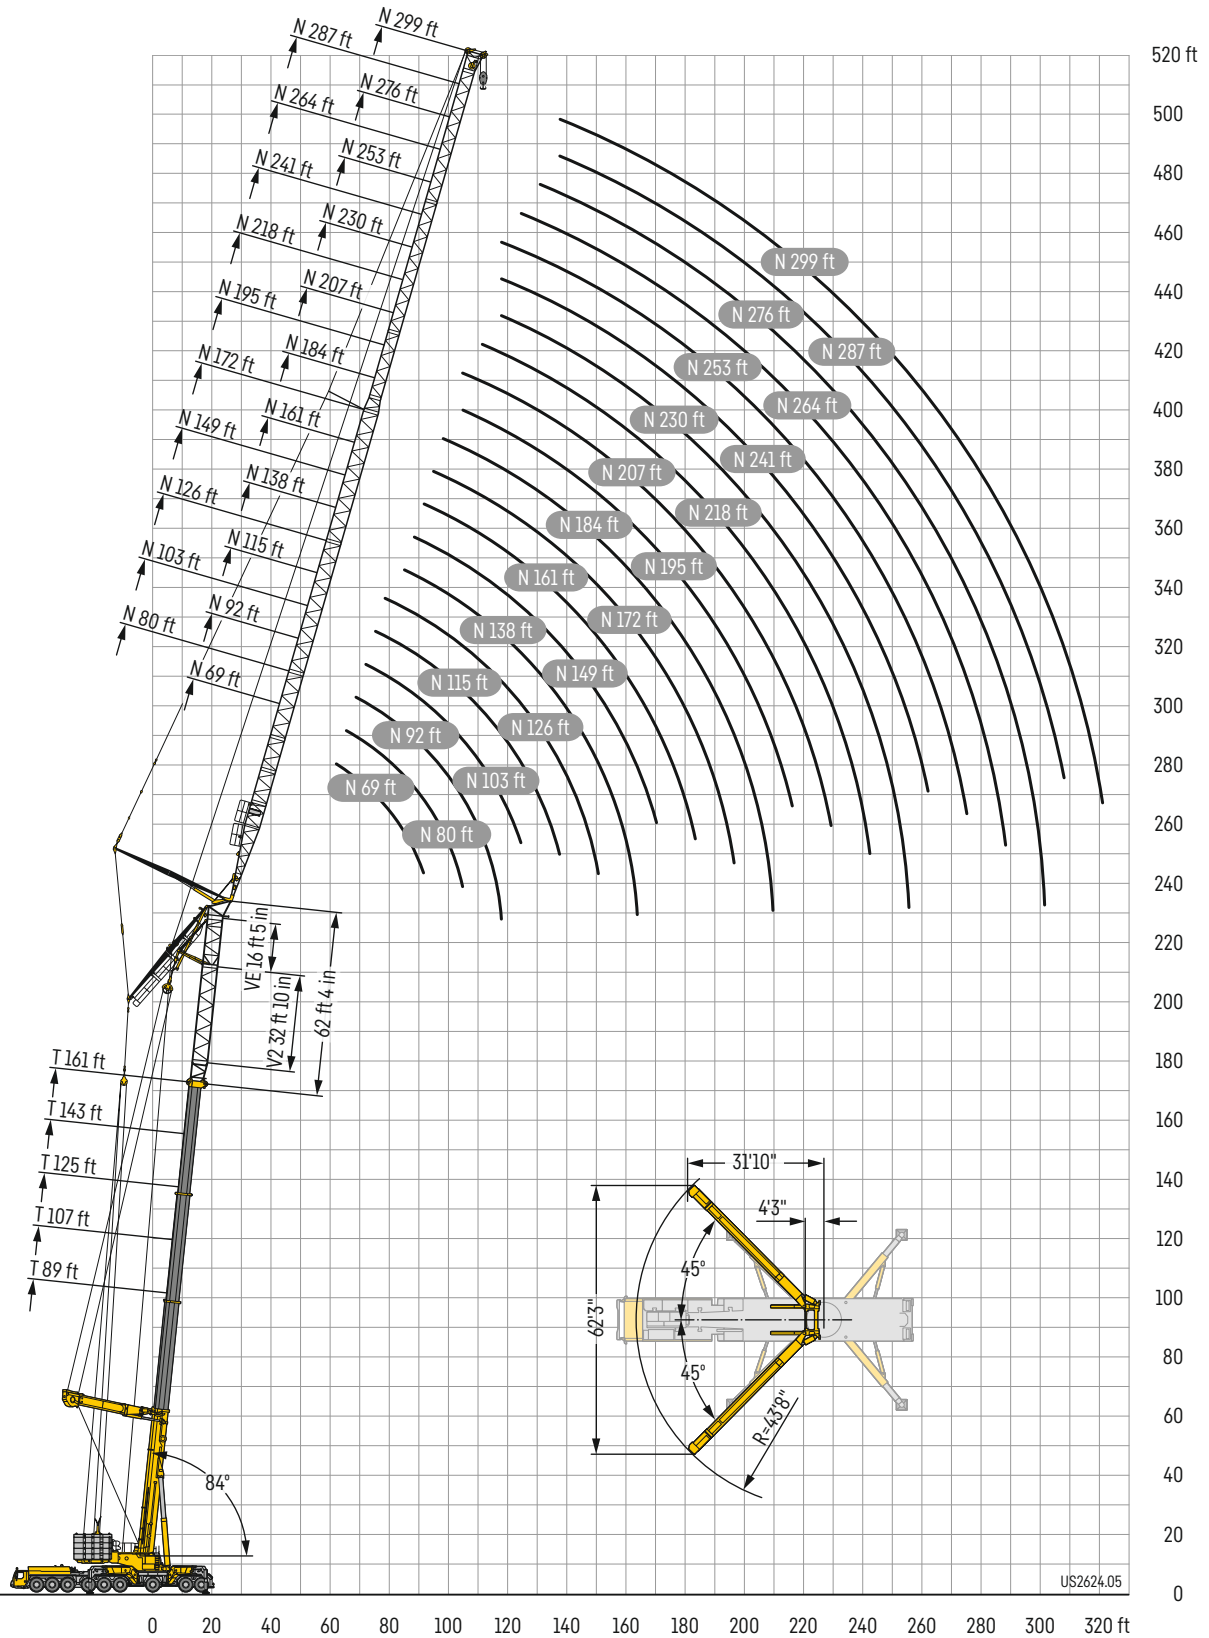 N 299 ft
N 287 ft
N 276 ft
N 264 ft
N 253 ft
N 241 ft
N 230 ft
N 218 ft
N 207 ft
N 195 ft
N 184 ft
N 172 ft
N 161 ft
N 149 ft
N 138 ft
N 126 ft
N 115 ft
N 103 ft
N 92 ft
N 80 ft
N 69 ft
N 299 ft
N 276 ft
N 287 ft
N 253 ft
N 264 ft
N 230 ft
N 241 ft
N 207 ft
N 218 ft
N 184 ft
N 195 ft
N 161 ft
N 172 ft
N 138 ft
N 149 ft
N 115 ft
N 126 ft
N 92 ft
N 103 ft
N 69 ft
N 80 ft
VE 16 ft 5 in
V2 32 ft 10 in
62 ft 4 in
T 161 ft
T 143 ft
T 125 ft
T 107 ft
T 89 ft
84°
31'10"
4'3"
45°
62'3"
45°
R=43'8"
520 ft
500
480
460
440
420
400
380
360
340
320
300
280
260
240
220
200
180
160
140
120
100
80
60
40
20
0
US2624.05
0 20 40 60 80 100 120 140 160 180 200 220 240 260 280 300 320 ft